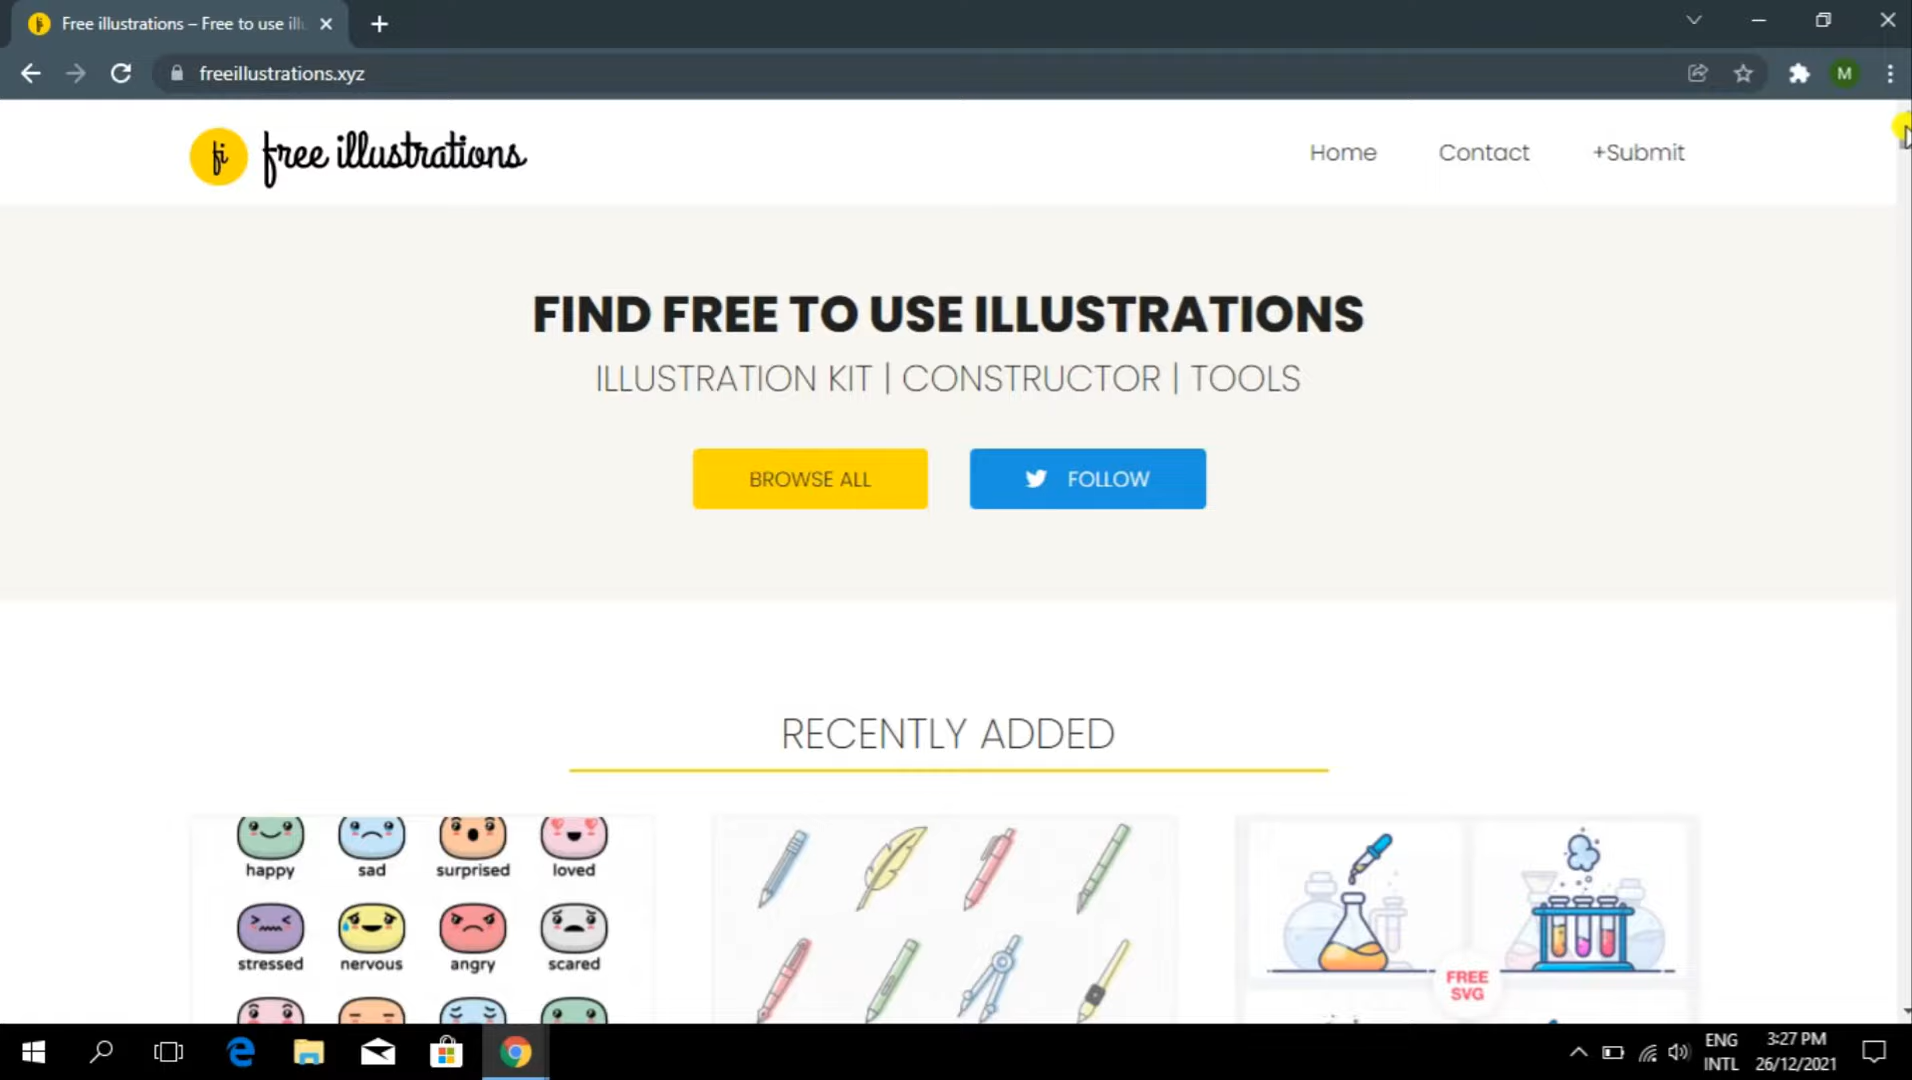 Free illustrations – Free to use ill
freeillustrations.xyz
M
fi free illustrations
Home Contact +Submit
FIND FREE TO USE ILLUSTRATIONS
ILLUSTRATION KIT | CONSTRUCTOR | TOOLS
BROWSE ALL FOLLOW
RECENTLY ADDED
happy sad surprised loved
stressed nervous angry scared
FREE
SVG
ENG 3:27 PM
INTL 26/12/2021